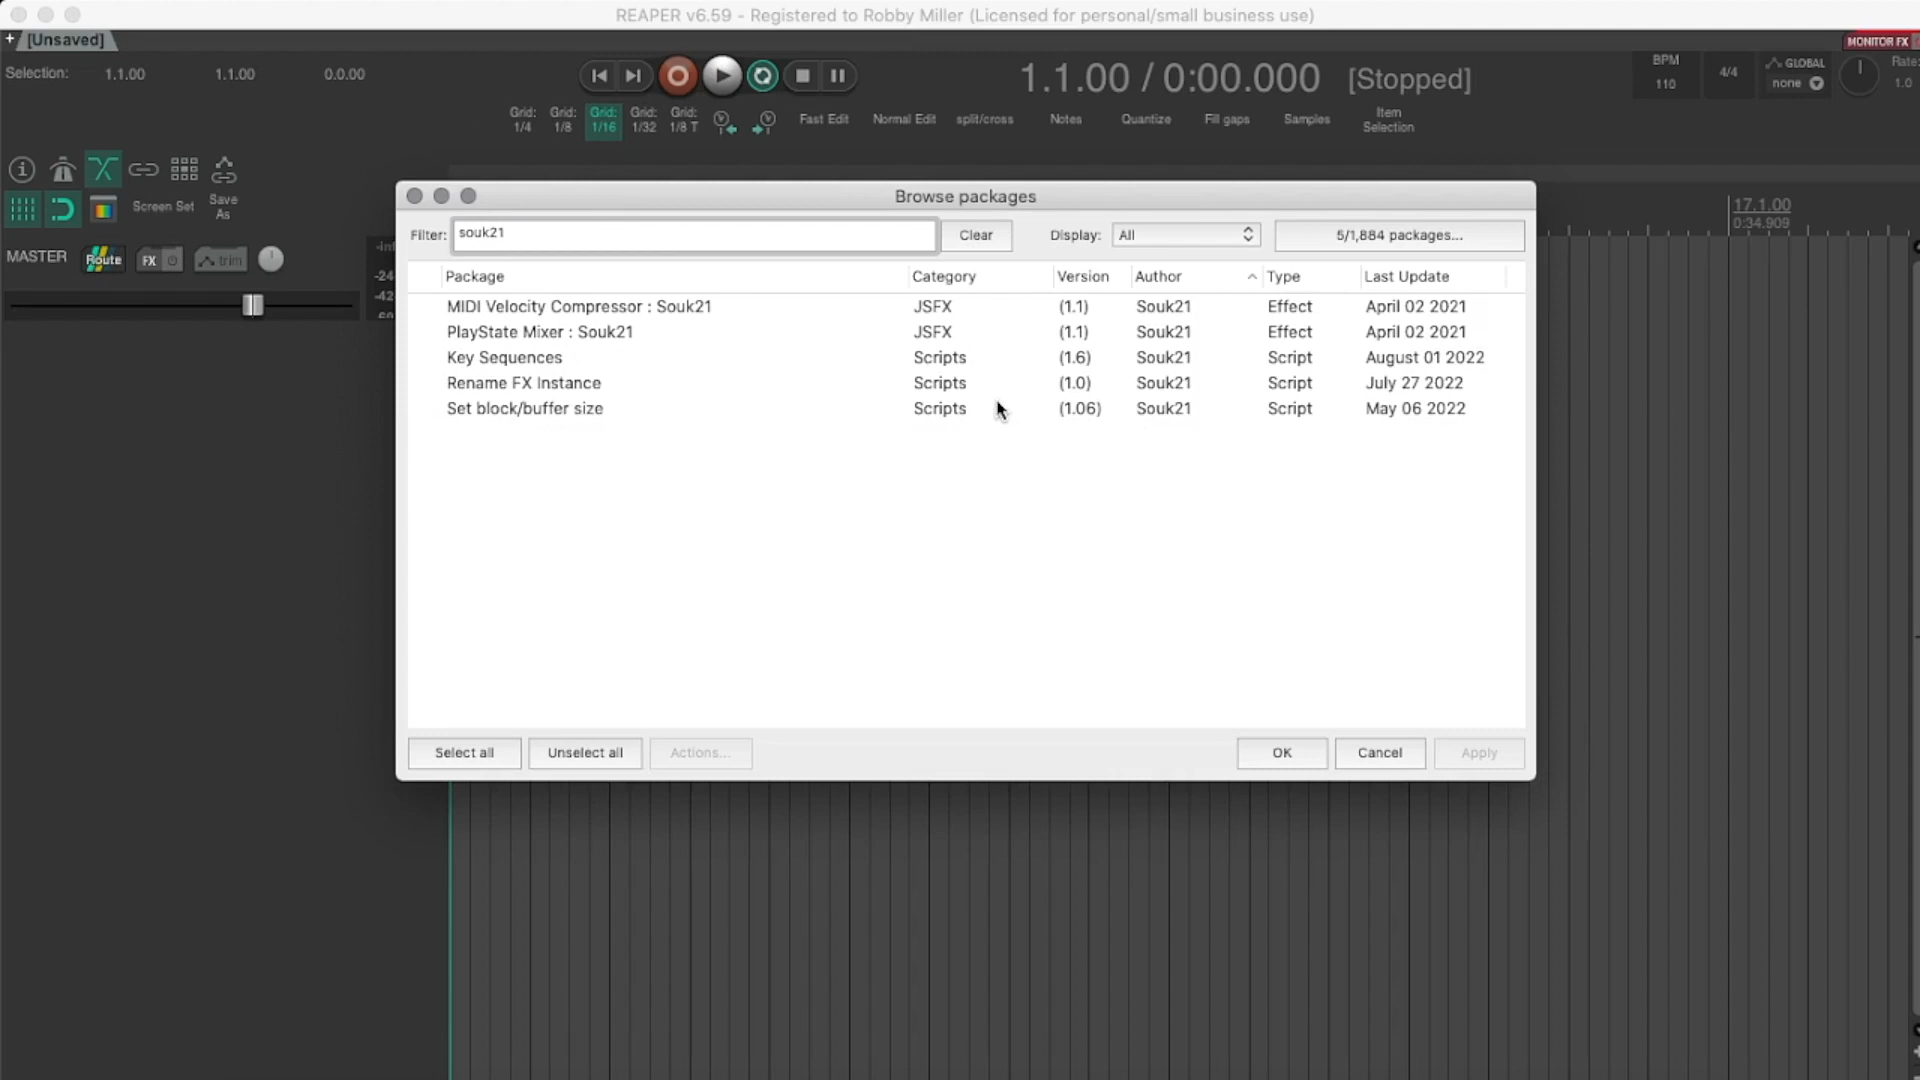 REAPER v6.59 - Registered to Robby Miller (Licensed for personal/small business use)
+ [Unsaved]
MONITOR FX
Selection: 1.1.00 1.1.00 0.0.00
1.1.00 / 0:00.000 [Stopped]
BPM
110
4/4
GLOBAL
none
Rate:
1.0
Grid: 1/4
Grid: 1/8
Grid: 1/16
Grid: 1/32
Grid: 1/8 T
Fast Edit
Normal Edit
split/cross
Notes
Quantize
Fill gaps
Samples
Item Selection
Screen Set
Save As
17.1.00
0:34.909
MASTER
Route
FX
trim
-inf
-24
-42
60
Browse packages
Filter: souk21 Clear Display: All 5/1,884 packages...
Package Category Version Author Type Last Update
MIDI Velocity Compressor : Souk21 JSFX (1.1) Souk21 Effect April 02 2021
PlayState Mixer : Souk21 JSFX (1.1) Souk21 Effect April 02 2021
Key Sequences Scripts (1.6) Souk21 Script August 01 2022
Rename FX Instance Scripts (1.0) Souk21 Script July 27 2022
Set block/buffer size Scripts (1.06) Souk21 Script May 06 2022
Select all Unselect all Actions... OK Cancel Apply